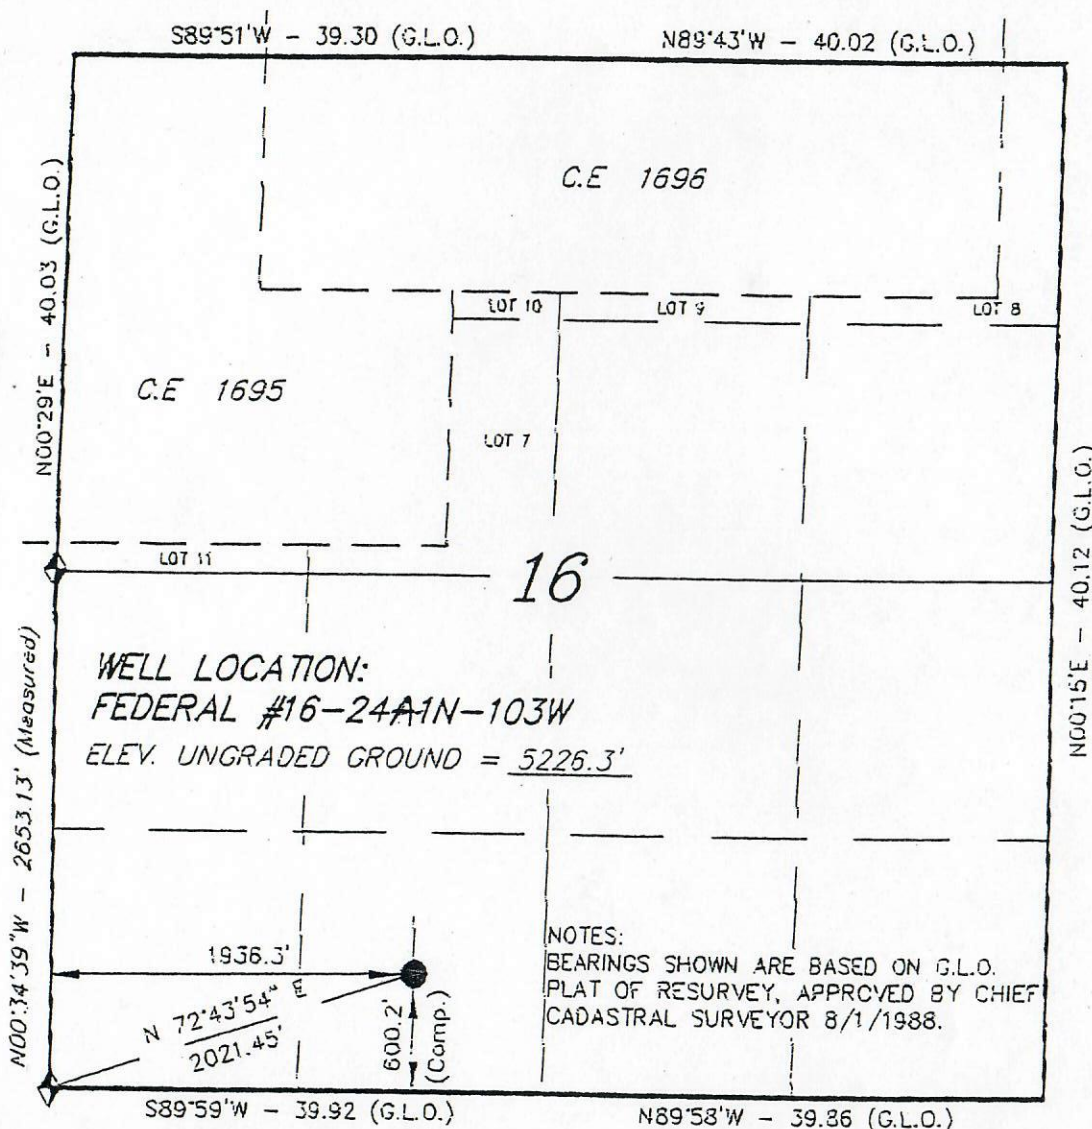 S89°51'W - 39.30 (G.L.O.)
N89°43'W - 40.02 (G.L.O.)
N00°29'E - 40.03 (G.L.O.)
C.E 1696
LOT 10
LOT 9
LOT 8
C.E 1695
LOT 7
LOT 11
16
N00°15'E - 40.12 (G.L.O.)
N00°34'39"W - 2653.13' (Measured)
WELL LOCATION:
FEDERAL #16-24A1N-103W
ELEV. UNGRADED GROUND = 5226.3'
1936.3'
N 72°43'54" E
2021.45'
600.2'
(Comp.)
NOTES:
BEARINGS SHOWN ARE BASED ON G.L.O.
PLAT OF RESURVEY, APPROVED BY CHIEF
CADASTRAL SURVEYOR 8/1/1988.
S89°59'W - 39.92 (G.L.O.)
N89°58'W - 39.86 (G.L.O.)